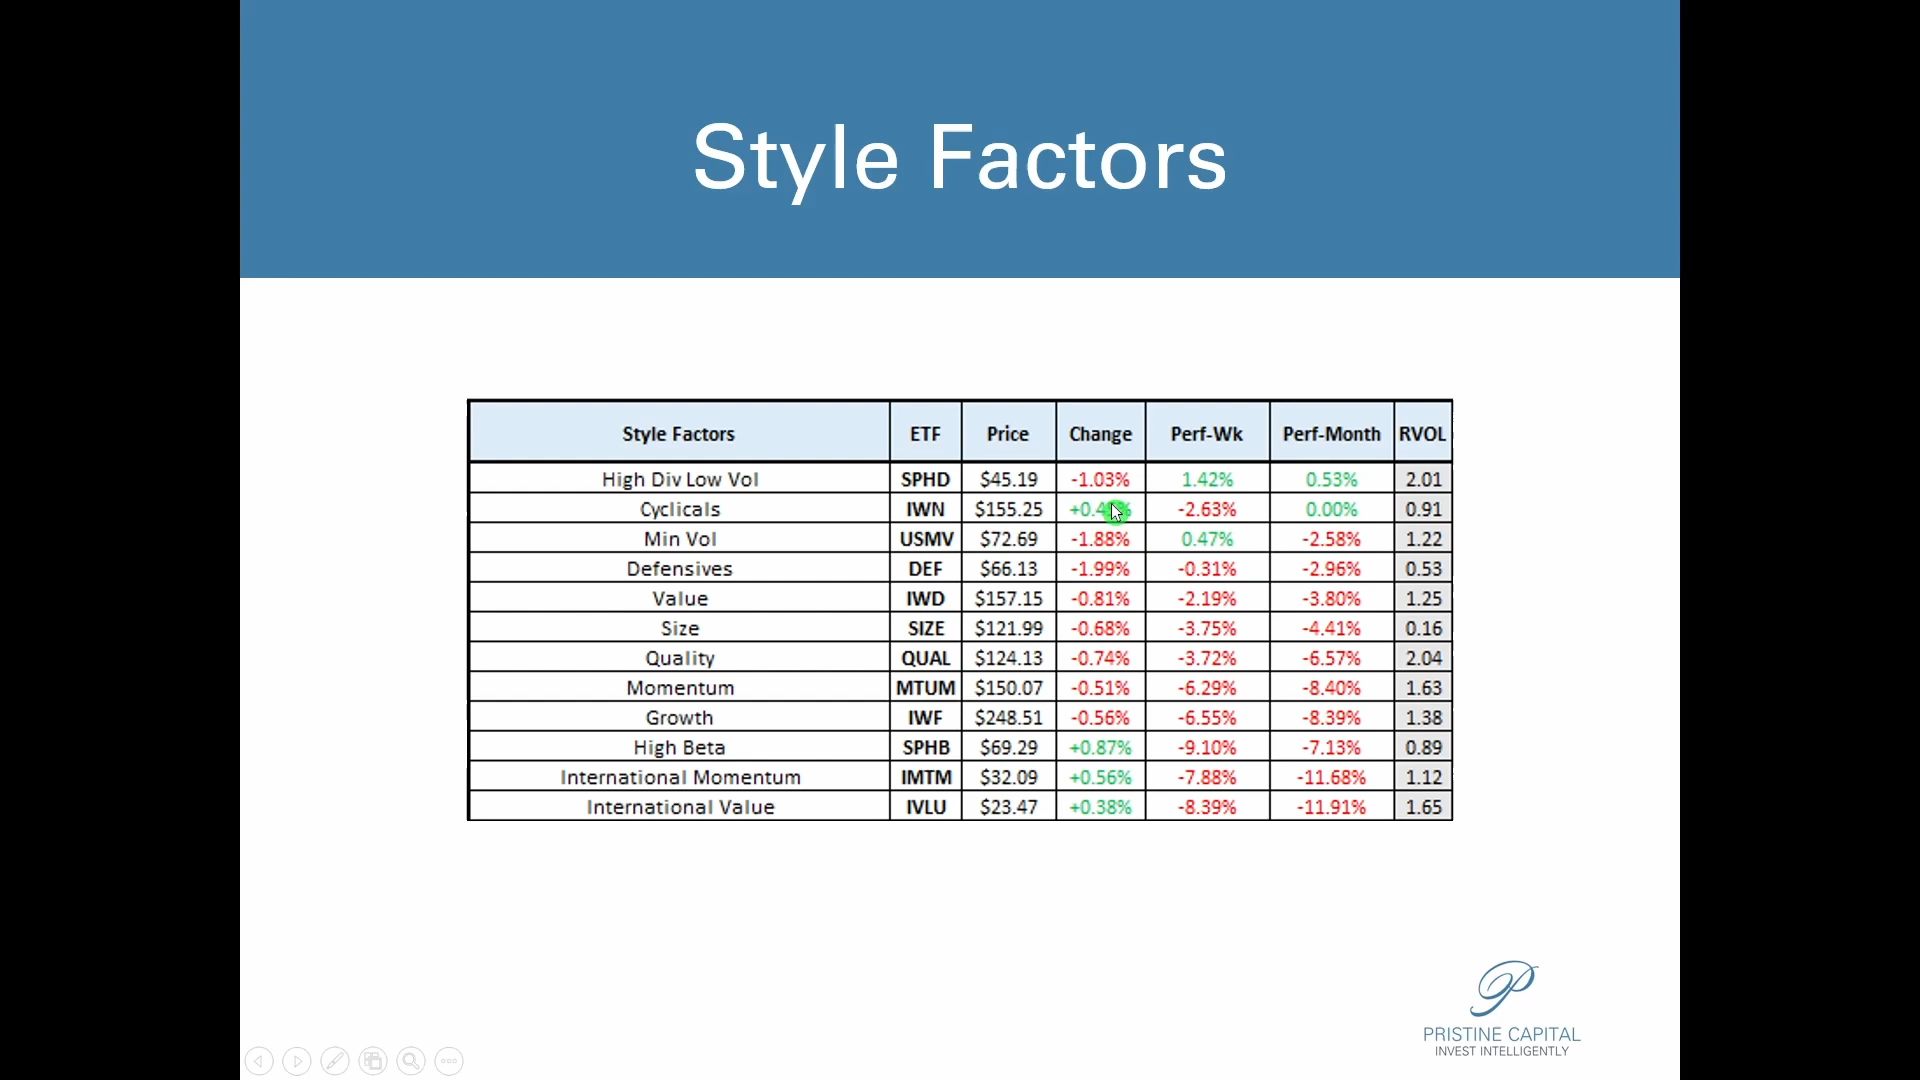 Style Factors
Style Factors ETF Price Change Perf-Wk Perf-Month RVOL
High Div Low Vol SPHD $45.19 -1.03% 1.42% 0.53% 2.01
Cyclicals IWN $155.25 -2.63% 0.00% 0.91
Min Vol USMV $72.69 -1.88% 0.47% -2.58% 1.22
Defensives DEF $66.13 -1.99% -0.31% -2.96% 0.53
Value IWD $157.15 -0.81% -2.19% -3.80% 1.25
Size SIZE $121.99 -0.68% -3.75% -4.41% 0.16
Quality QUAL $124.13 -0.74% -3.72% -6.57% 2.04
Momentum MTUM $150.07 -0.51% -6.29% -8.40% 1.63
Growth IWF $248.51 -0.56% -6.55% -8.39% 1.38
High Beta SPHB $69.29 +0.87% -9.10% -7.13% 0.89
International Momentum IMTM $32.09 +0.56% -7.88% -11.68% 1.12
International Value IVLU $23.47 +0.38% -8.39% -11.91% 1.65
PRISTINE CAPITAL
INVEST INTELLIGENTLY